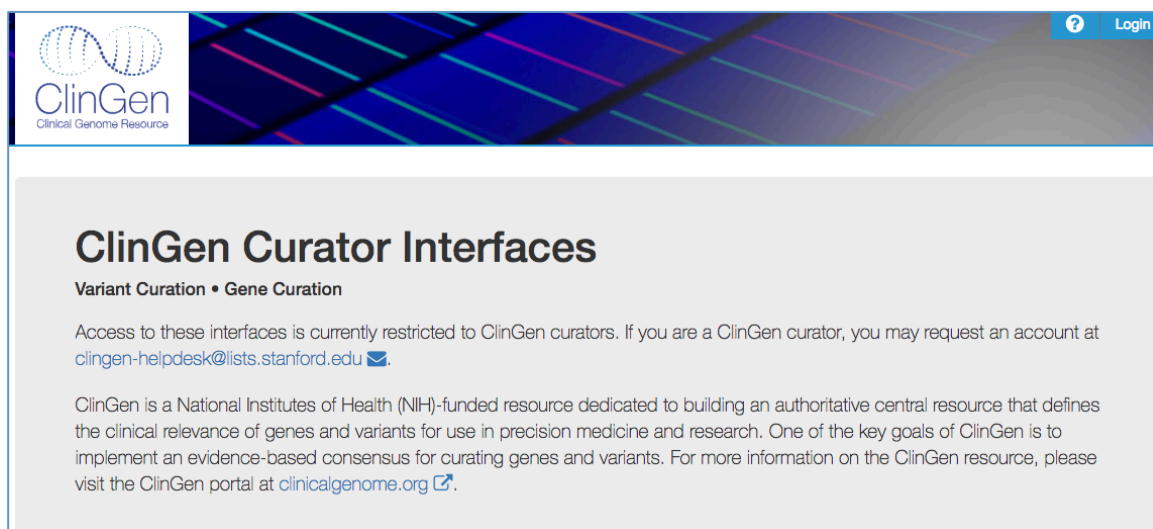 ? Login
ClinGen
Clinical Genome Resource
ClinGen Curator Interfaces
Variant Curation • Gene Curation
Access to these interfaces is currently restricted to ClinGen curators. If you are a ClinGen curator, you may request an account at
clingen-helpdesk@lists.stanford.edu.
ClinGen is a National Institutes of Health (NIH)-funded resource dedicated to building an authoritative central resource that defines
the clinical relevance of genes and variants for use in precision medicine and research. One of the key goals of ClinGen is to
implement an evidence-based consensus for curating genes and variants. For more information on the ClinGen resource, please
visit the ClinGen portal at clinicalgenome.org.